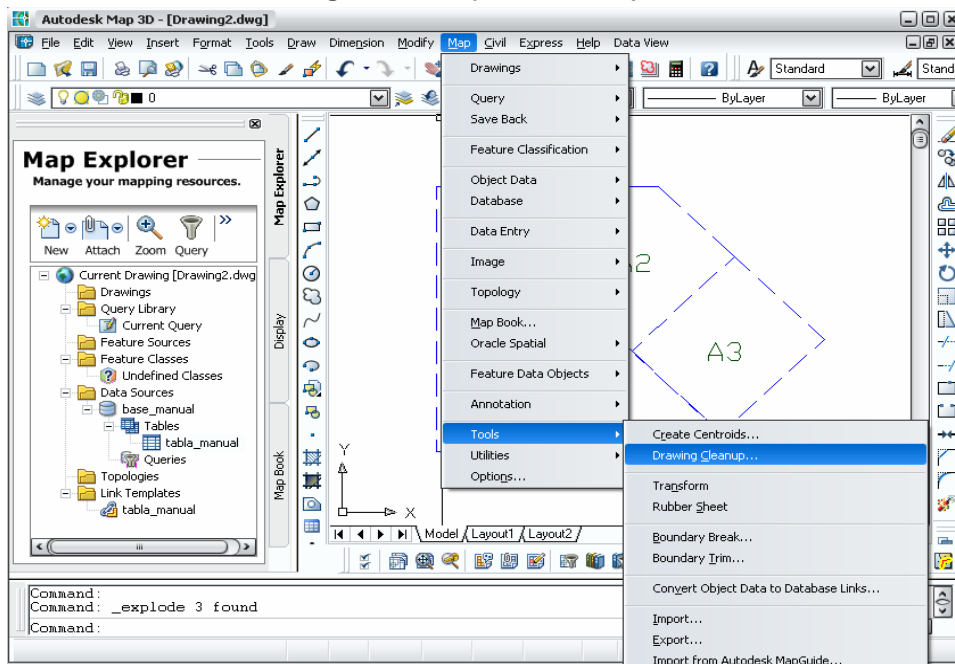 Autodesk Map 3D - [Drawing2.dwg]
File Edit View Insert Format Tools Draw Dimension Modify Map Civil Express Help Data View
Standard
Stand
0
ByLayer
ByLayer
Map Explorer
Manage your mapping resources.
New Attach Zoom Query
Current Drawing [Drawing2.dwg
Drawings
Query Library
Current Query
Feature Sources
Feature Classes
Undefined Classes
Data Sources
base_manual
Tables
tabla_manual
Queries
Topologies
Link Templates
tabla_manual
Map Explorer
Display
Map Book
Drawings
Query
Save Back
Feature Classification
Object Data
Database
Data Entry
Image
Topology
Map Book...
Oracle Spatial
Feature Data Objects
Annotation
Tools
Utilities
Options...
Create Centroids...
Drawing Cleanup...
Transform
Rubber Sheet
Boundary Break...
Boundary Trim...
Convert Object Data to Database Links...
Import...
Export...
Import from Autodesk MapGuide...
2
A3
Y
X
Model Layout1 Layout2
Command:
Command: _explode 3 found
Command: